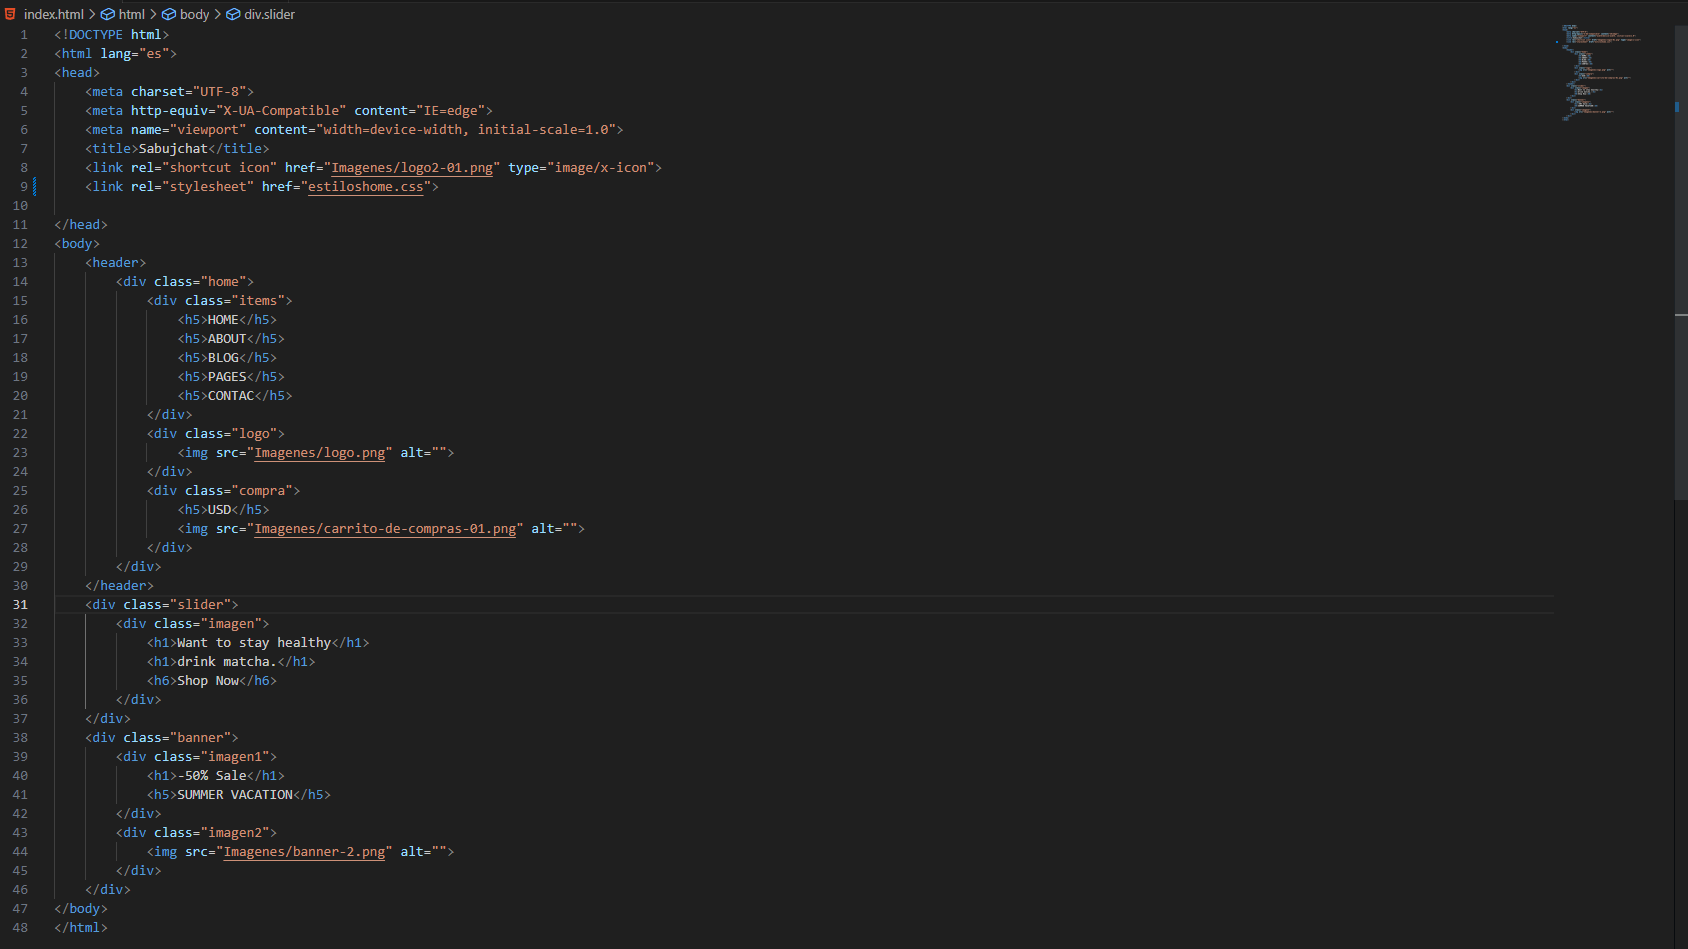 index.html > html > body > div.slider
1 <!DOCTYPE html>
2 <html lang="es">
3 <head>
4     <meta charset="UTF-8">
5     <meta http-equiv="X-UA-Compatible" content="IE=edge">
6     <meta name="viewport" content="width=device-width, initial-scale=1.0">
7     <title>Sabujchat</title>
8     <link rel="shortcut icon" href="Imagenes/logo2-01.png" type="image/x-icon">
9     <link rel="stylesheet" href="estiloshome.css">
10
11 </head>
12 <body>
13     <header>
14         <div class="home">
15             <div class="items">
16                 <h5>HOME</h5>
17                 <h5>ABOUT</h5>
18                 <h5>BLOG</h5>
19                 <h5>PAGES</h5>
20                 <h5>CONTAC</h5>
21             </div>
22             <div class="logo">
23                 <img src="Imagenes/logo.png" alt="">
24             </div>
25             <div class="compra">
26                 <h5>USD</h5>
27                 <img src="Imagenes/carrito-de-compras-01.png" alt="">
28             </div>
29         </div>
30     </header>
31     <div class="slider">
32         <div class="imagen">
33             <h1>Want to stay healthy</h1>
34             <h1>drink matcha.</h1>
35             <h6>Shop Now</h6>
36         </div>
37     </div>
38     <div class="banner">
39         <div class="imagen1">
40             <h1>-50% Sale</h1>
41             <h5>SUMMER VACATION</h5>
42         </div>
43         <div class="imagen2">
44             <img src="Imagenes/banner-2.png" alt="">
45         </div>
46     </div>
47 </body>
48 </html>